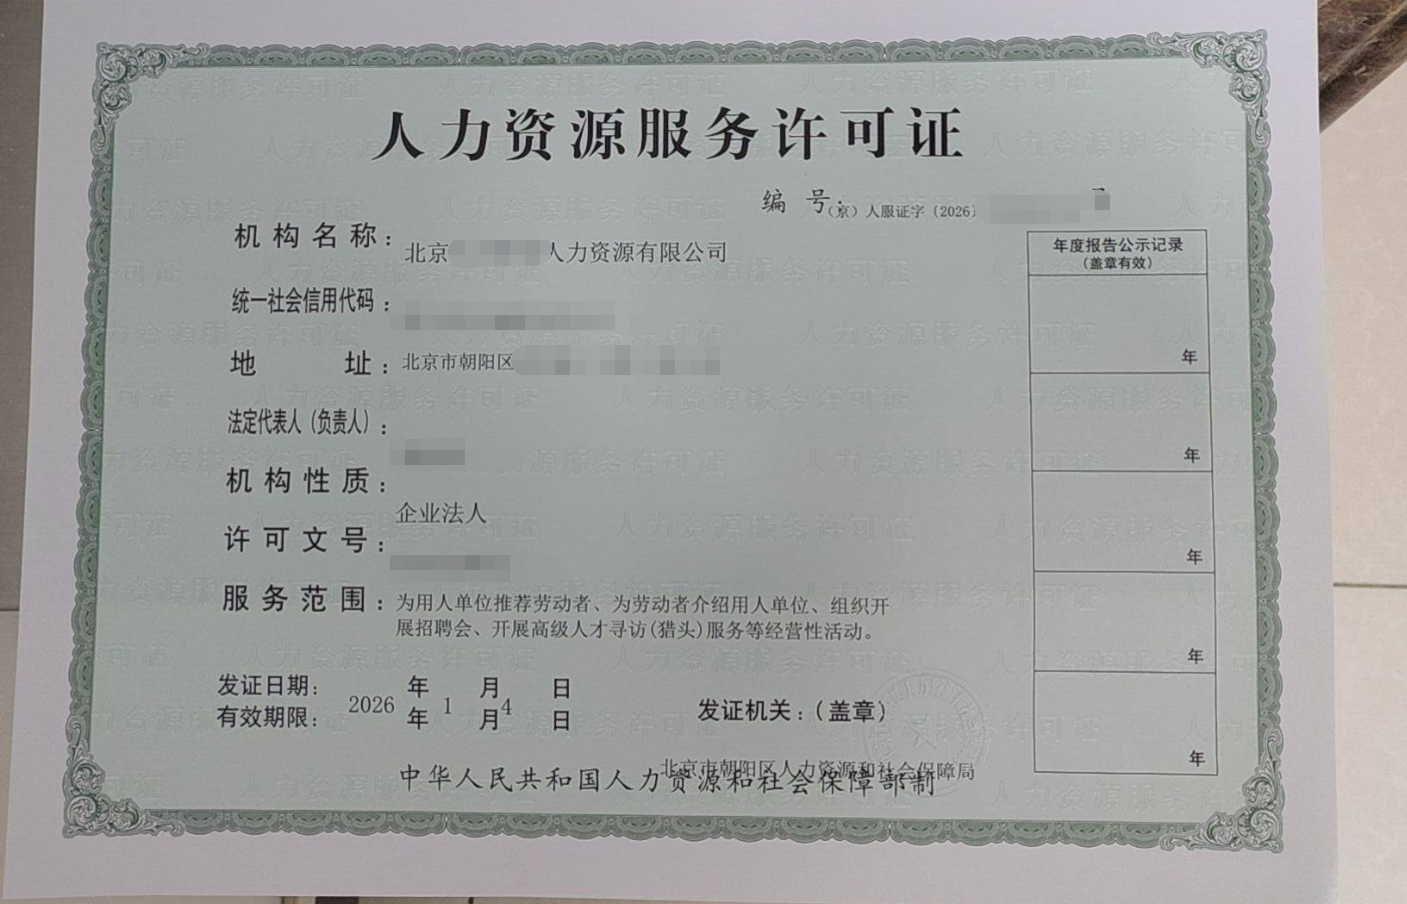 人力资源服务许可证
编 号：（京）人服证字〔2026〕 号
机构名称：北京 人力资源有限公司
统一社会信用代码：
地 址：北京市朝阳区
法定代表人（负责人）：
机构性质：企业法人
许可文号：
服务范围：为用人单位推荐劳动者、为劳动者介绍用人单位、组织开
展招聘会、开展高级人才寻访(猎头)服务等经营性活动。
发证日期： 年 月 日
2026 1 4
有效期限： 年 月 日
发证机关：（盖章）
北京市朝阳区人力资源和社会保障局
中华人民共和国人力资源和社会保障部制
年度报告公示记录
（盖章有效）
年
年
年
年
年